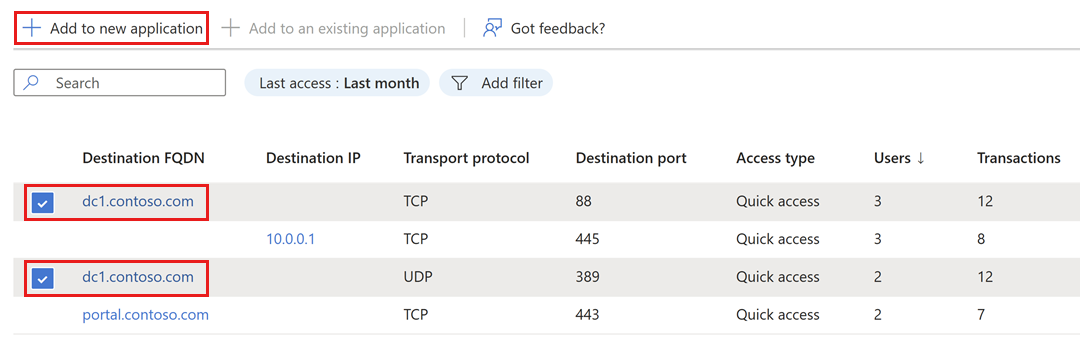 Add to new application Add to an existing application Got feedback?
Search Last access : Last month Add filter
Destination FQDN Destination IP Transport protocol Destination port Access type Users ↓ Transactions
dc1.contoso.com TCP 88 Quick access 3 12
10.0.0.1 TCP 445 Quick access 3 8
dc1.contoso.com UDP 389 Quick access 2 12
portal.contoso.com TCP 443 Quick access 2 7